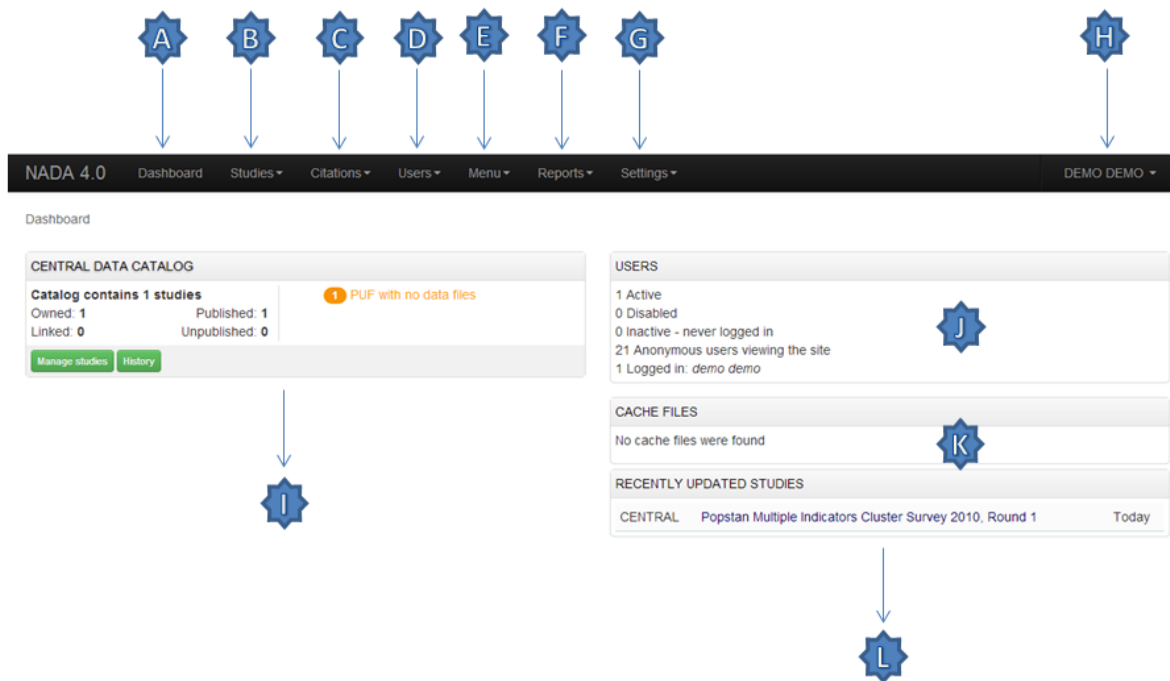 A B C D E F G H
NADA 4.0 Dashboard Studies Citations Users Menu Reports Settings DEMO DEMO
Dashboard
CENTRAL DATA CATALOG
Catalog contains 1 studies
Owned: 1 Published: 1
Linked: 0 Unpublished: 0
1 PUF with no data files
Manage studies History
I
USERS
1 Active
0 Disabled
0 Inactive - never logged in
21 Anonymous users viewing the site
1 Logged in: demo demo
J
CACHE FILES
No cache files were found
K
RECENTLY UPDATED STUDIES
CENTRAL Popstan Multiple Indicators Cluster Survey 2010, Round 1 Today
L